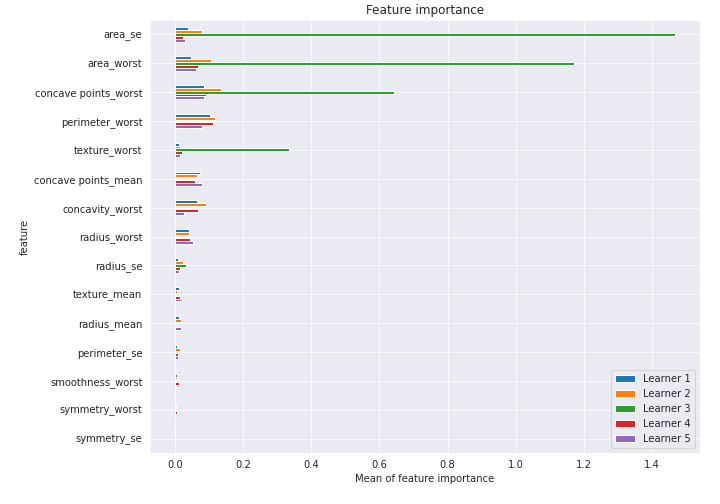 Feature importance
area_se
area_worst
concave points_worst
perimeter_worst
texture_worst
concave points_mean
concavity_worst
radius_worst
radius_se
texture_mean
radius_mean
perimeter_se
smoothness_worst
symmetry_worst
symmetry_se
feature
Learner 1
Learner 2
Learner 3
Learner 4
Learner 5
0.0 0.2 0.4 0.6 0.8 1.0 1.2 1.4
Mean of feature importance